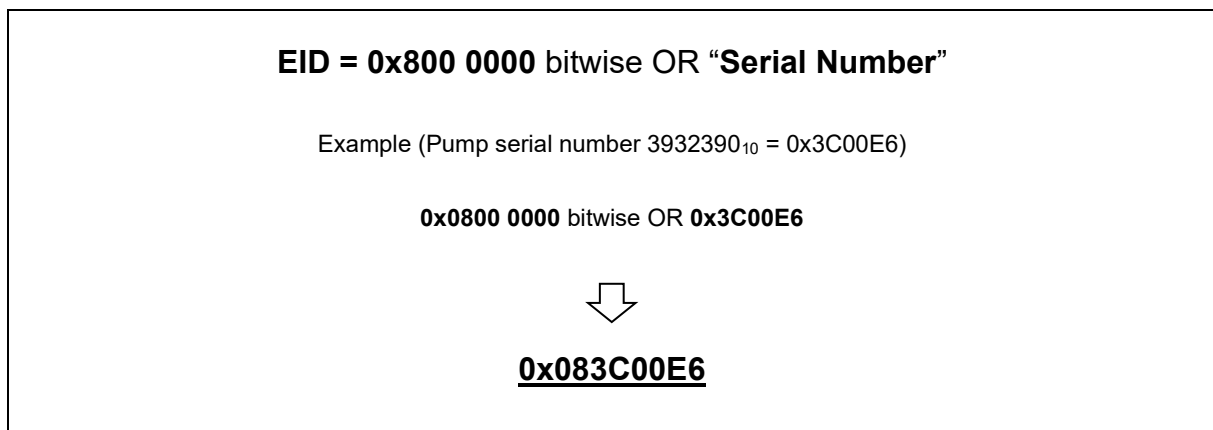 EID = 0x800 0000 bitwise OR “Serial Number”
Example (Pump serial number 3932390₁₀ = 0x3C00E6)
0x0800 0000 bitwise OR 0x3C00E6
0x083C00E6